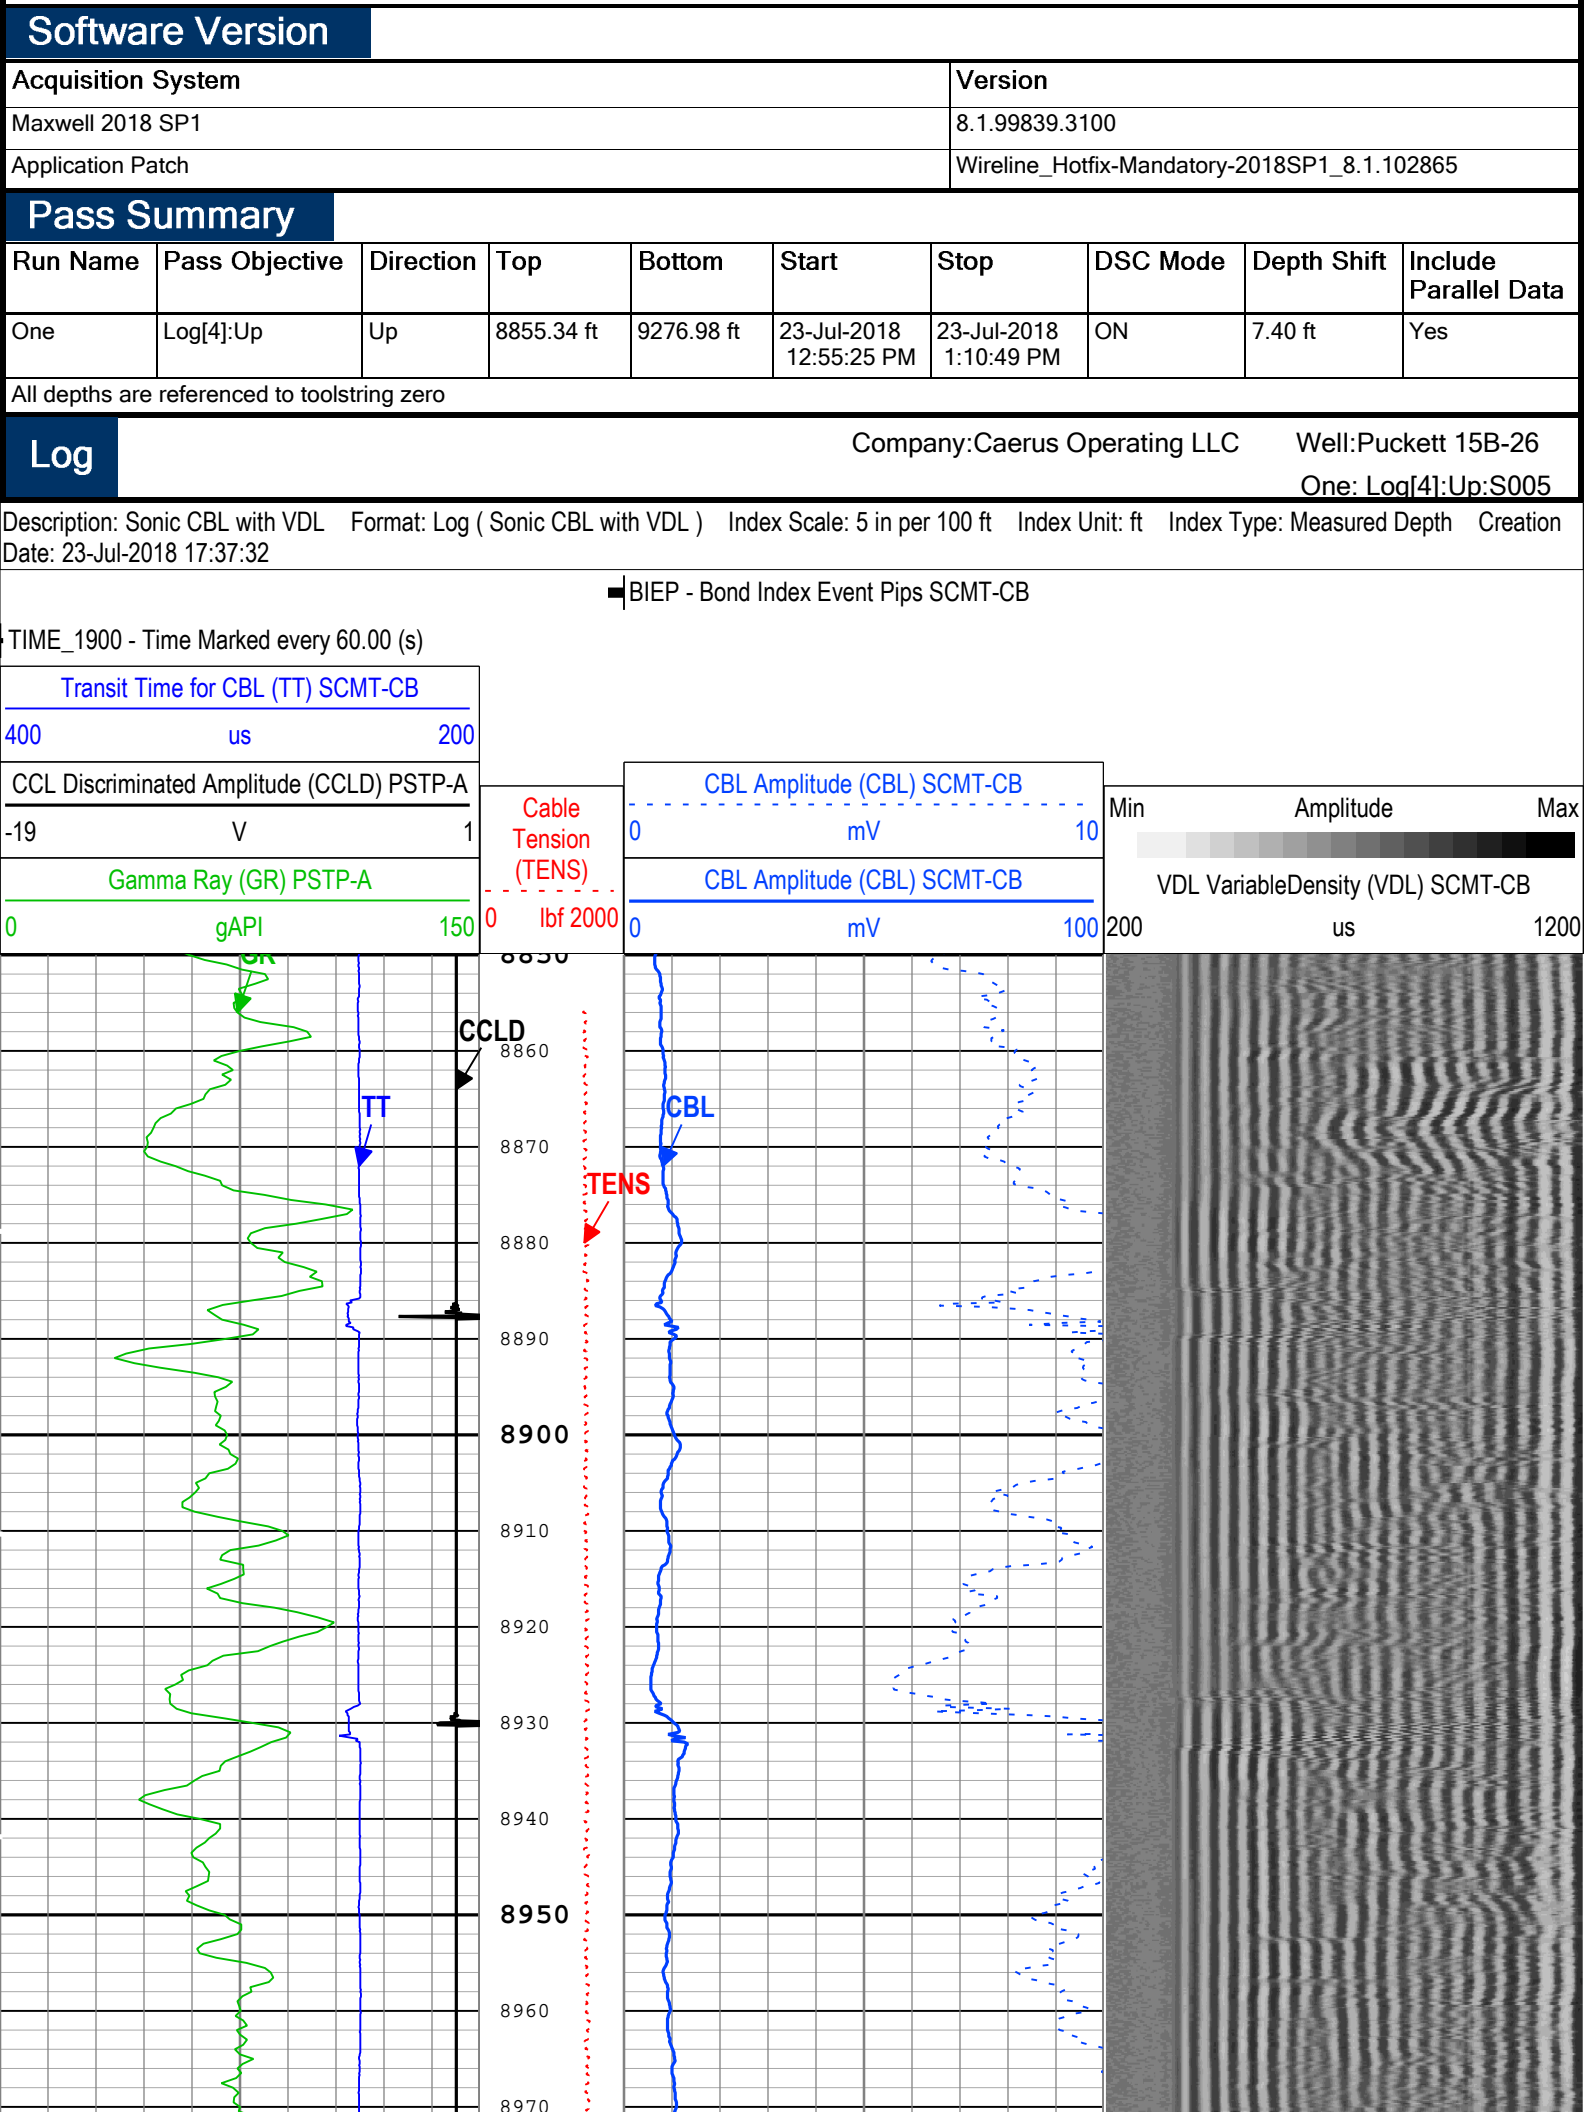 Software Version
Acquisition System Version
Maxwell 2018 SP1 8.1.99839.3100
Application Patch Wireline_Hotfix-Mandatory-2018SP1_8.1.102865
Pass Summary
Run Name Pass Objective Direction Top Bottom Start Stop DSC Mode Depth Shift Include
Parallel Data
One Log[4]:Up Up 8855.34 ft 9276.98 ft 23-Jul-2018 23-Jul-2018 ON 7.40 ft Yes
12:55:25 PM 1:10:49 PM
All depths are referenced to toolstring zero
Log
Company:Caerus Operating LLC Well:Puckett 15B-26
One: Log[4]:Up:S005
Description: Sonic CBL with VDL Format: Log ( Sonic CBL with VDL ) Index Scale: 5 in per 100 ft Index Unit: ft Index Type: Measured Depth Creation
Date: 23-Jul-2018 17:37:32
BIEP - Bond Index Event Pips SCMT-CB
TIME_1900 - Time Marked every 60.00 (s)
Transit Time for CBL (TT) SCMT-CB
400 us 200
CCL Discriminated Amplitude (CCLD) PSTP-A
-19 V 1
Gamma Ray (GR) PSTP-A
0 gAPI 150
Cable
Tension
(TENS)
0 lbf 2000
CBL Amplitude (CBL) SCMT-CB
0 mV 10
CBL Amplitude (CBL) SCMT-CB
0 mV 100
Min Amplitude Max
VDL VariableDensity (VDL) SCMT-CB
200 us 1200
8850
GR
CCLD
8860
TT
CBL
8870
TENS
8880
8890
8900
8910
8920
8930
8940
8950
8960
8970